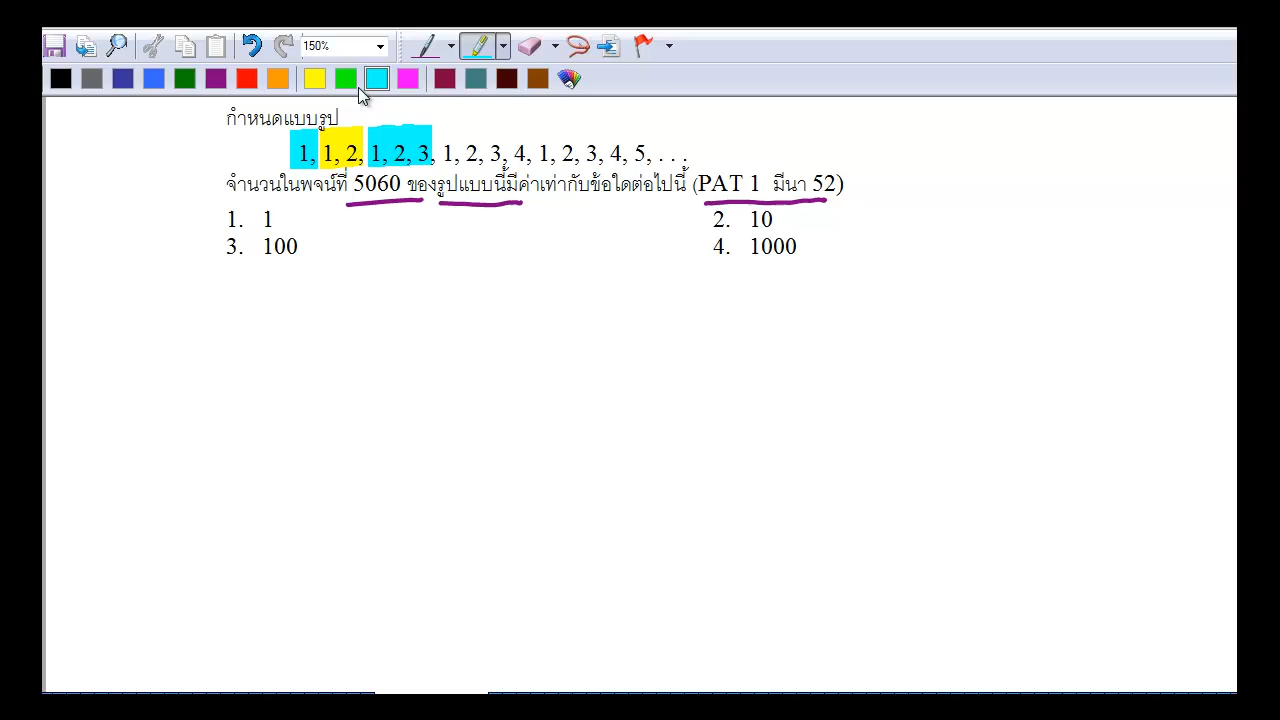 150%
กำหนดแบบรูป
1, 1, 2, 1, 2, 3, 1, 2, 3, 4, 1, 2, 3, 4, 5, . . .
จำนวนในพจน์ที่ 5060 ของรูปแบบนี้มีค่าเท่ากับข้อใดต่อไปนี้ (PAT 1 มีนา 52)
1. 1 2. 10
3. 100 4. 1000